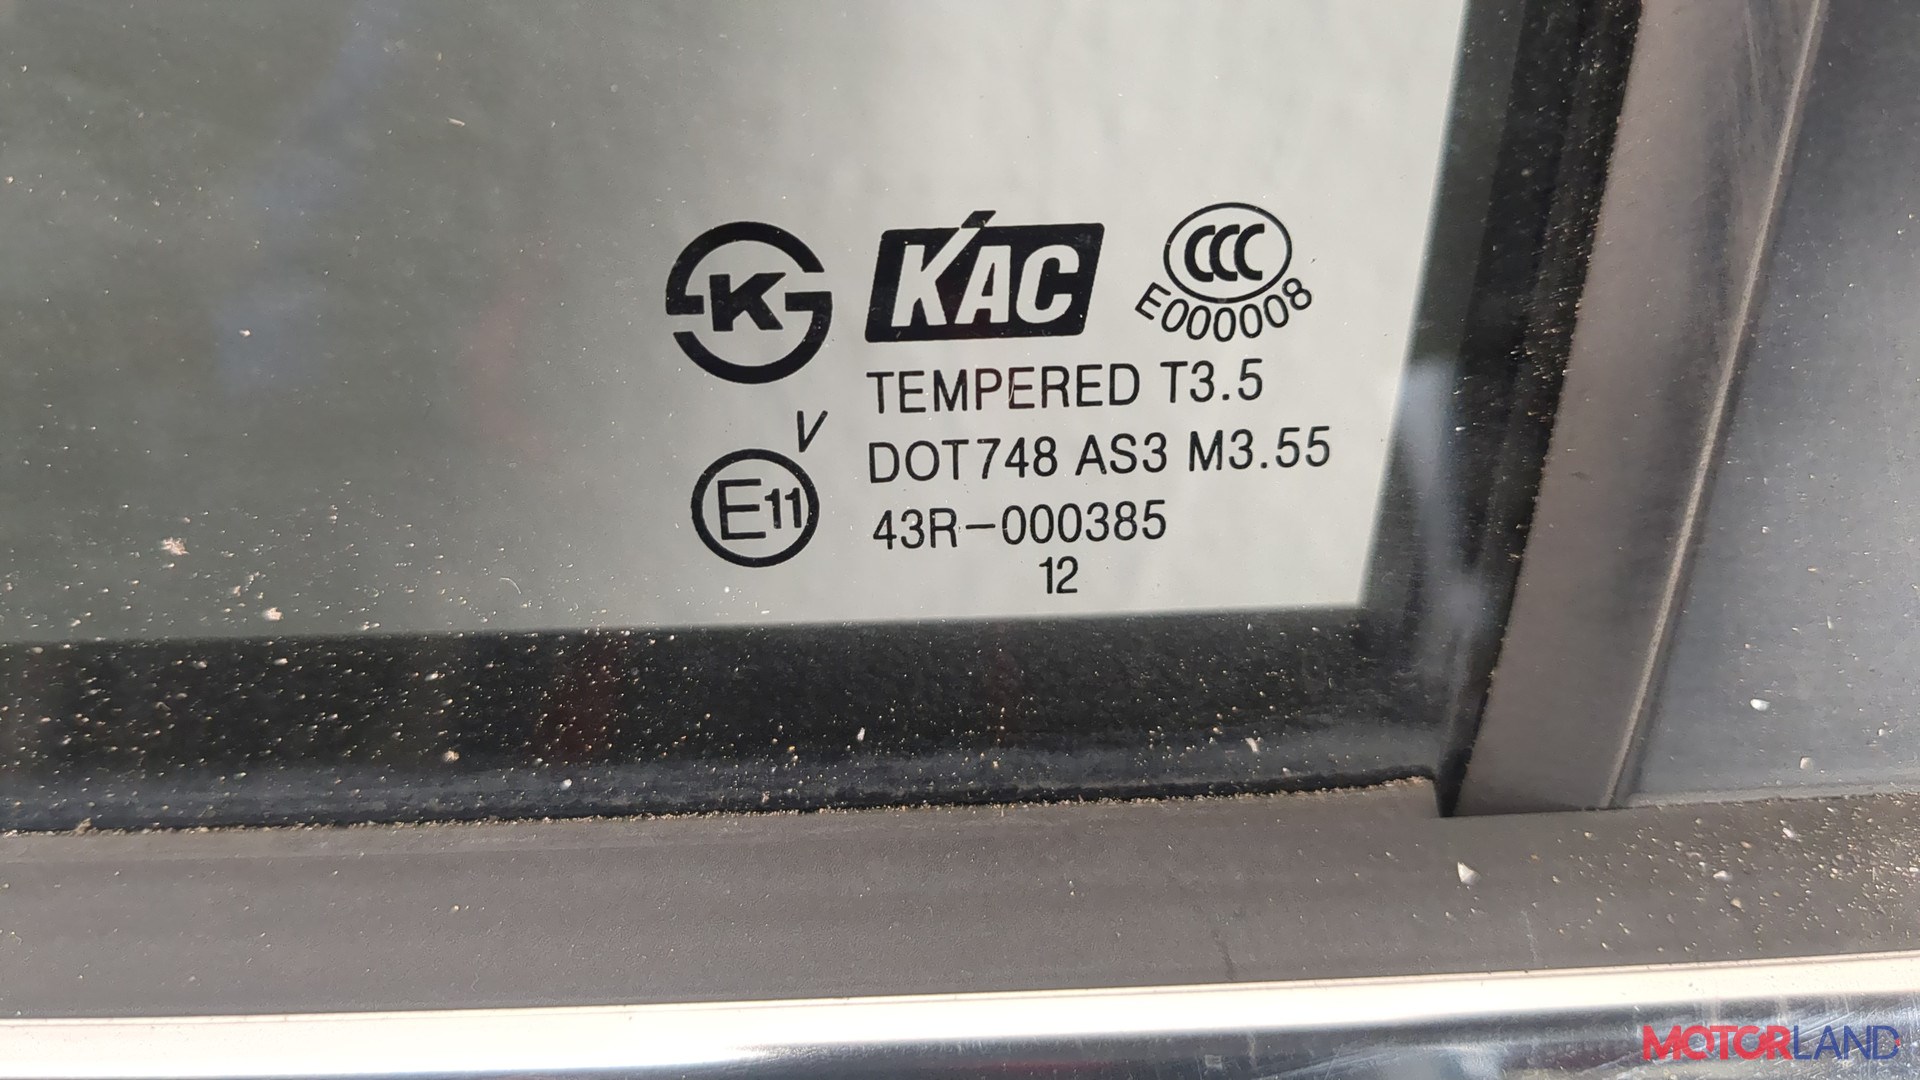 K
KAC
CCC
E000008
TEMPERED T3.5
V
DOT748 AS3 M3.55
E11
43R-000385
12
MOTORLAND